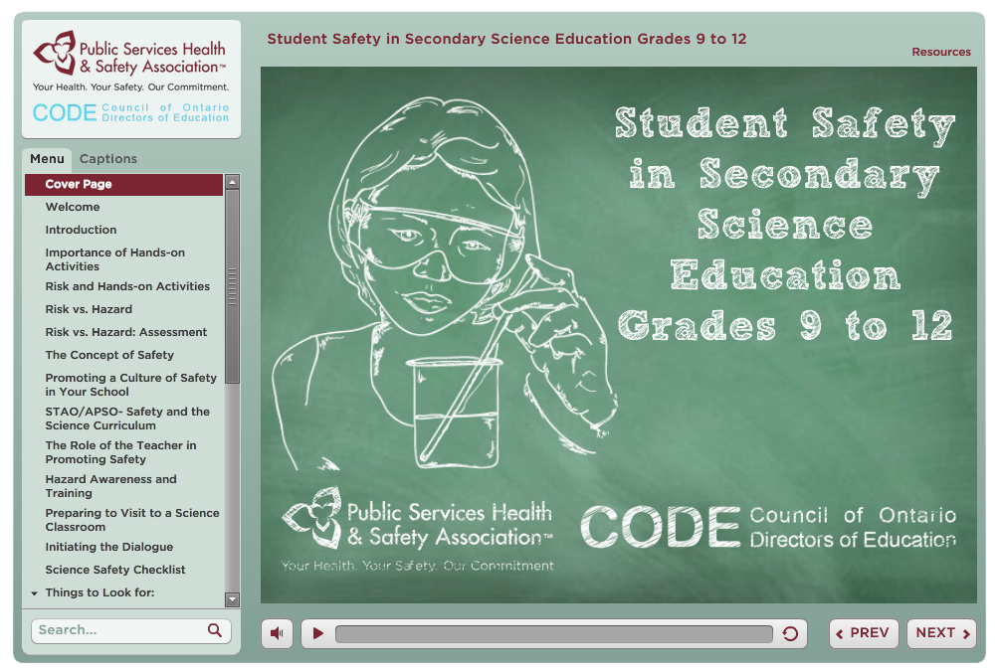 Public Services Health
& Safety Association™
Your Health. Your Safety. Our Commitment.
CODE Council of Ontario
Directors of Education
Menu Captions
Cover Page
Welcome
Introduction
Importance of Hands-on
Activities
Risk and Hands-on Activities
Risk vs. Hazard
Risk vs. Hazard: Assessment
The Concept of Safety
Promoting a Culture of Safety
in Your School
STAO/APSO- Safety and the
Science Curriculum
The Role of the Teacher in
Promoting Safety
Hazard Awareness and
Training
Preparing to Visit to a Science
Classroom
Initiating the Dialogue
Science Safety Checklist
Things to Look for:
Search...
Student Safety in Secondary Science Education Grades 9 to 12
Resources
Student Safety
in Secondary
Science
Education
Grades 9 to 12
Public Services Health
& Safety Association™
Your Health. Your Safety. Our Commitment
CODE Council of Ontario
Directors of Education
PREV NEXT